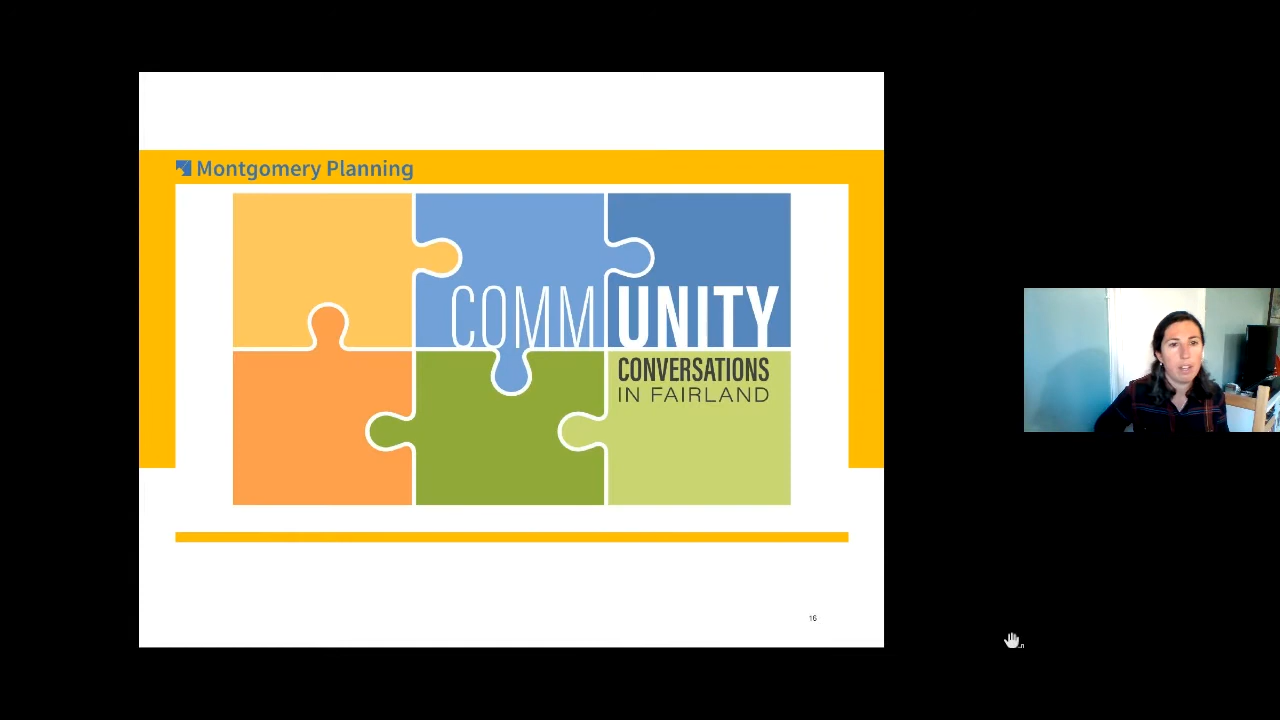 Montgomery Planning
COMMUNITY
CONVERSATIONS
IN FAIRLAND
16